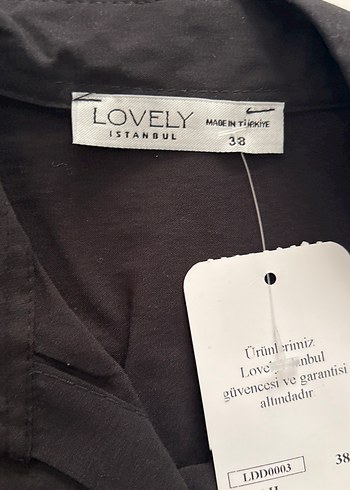 LOVELY
ISTANBUL
MADE IN TÜRKİYE
38
Ürünlerimiz
güvencesi ve garantisi
altındadır
38
LDD0003